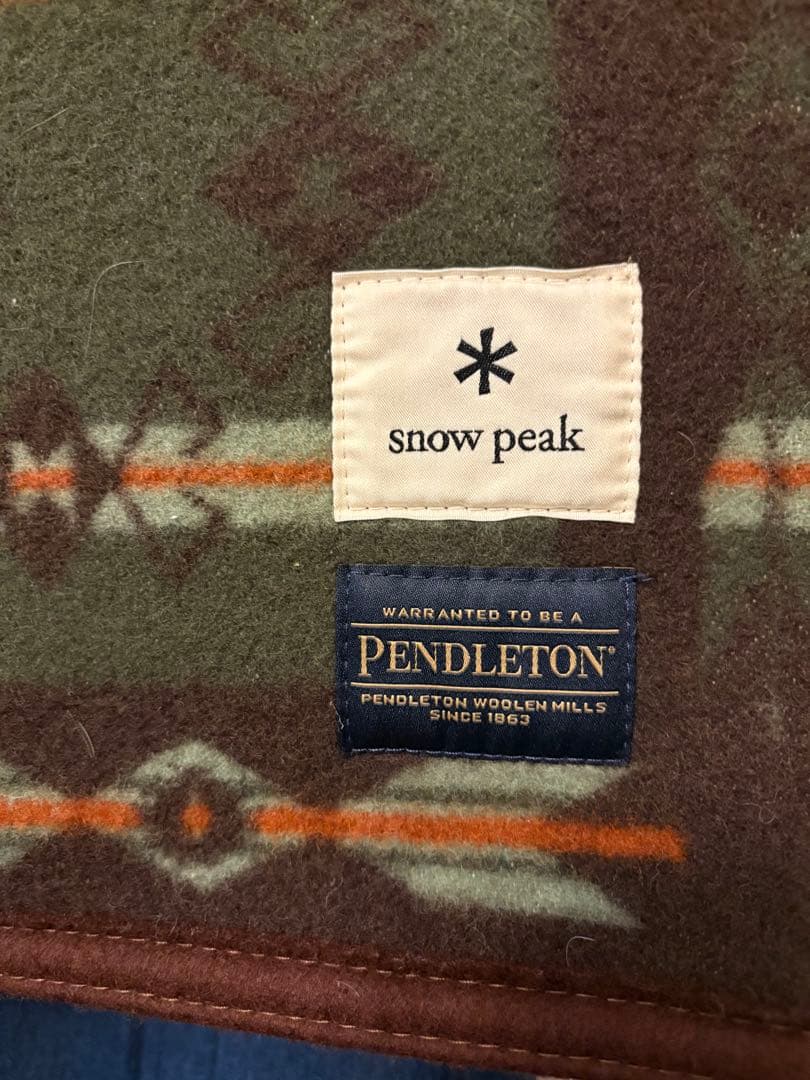 snow peak
WARRANTED TO BE A
PENDLETON®
PENDLETON WOOLEN MILLS
SINCE 1863